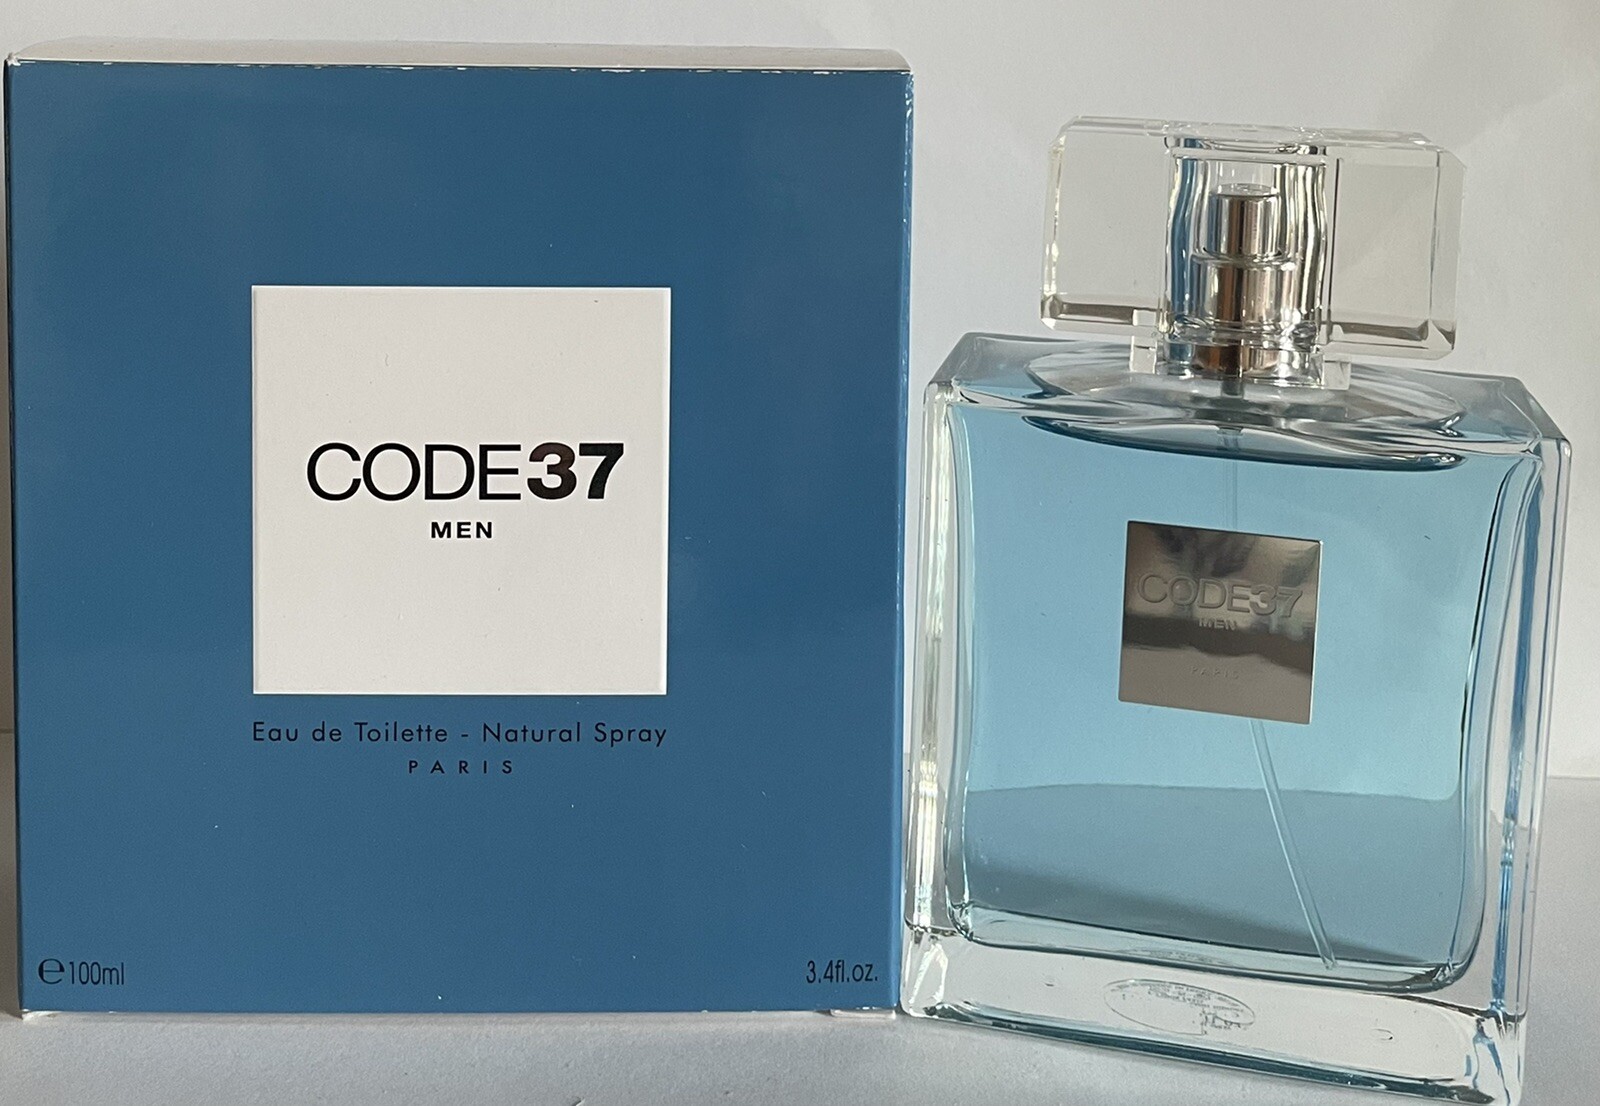 CODE37
MEN
Eau de Toilette - Natural Spray
PARIS
℮100ml
3.4fl.oz.
CODE37
MEN
PARIS